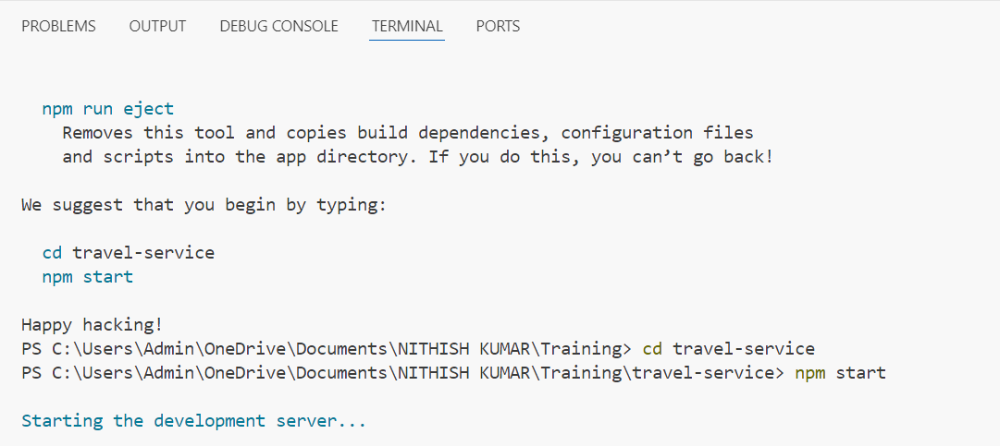 PROBLEMS OUTPUT DEBUG CONSOLE TERMINAL PORTS
npm run eject
Removes this tool and copies build dependencies, configuration files
and scripts into the app directory. If you do this, you can’t go back!
We suggest that you begin by typing:
cd travel-service
npm start
Happy hacking!
PS C:\Users\Admin\OneDrive\Documents\NITHISH KUMAR\Training> cd travel-service
PS C:\Users\Admin\OneDrive\Documents\NITHISH KUMAR\Training\travel-service> npm start
Starting the development server...